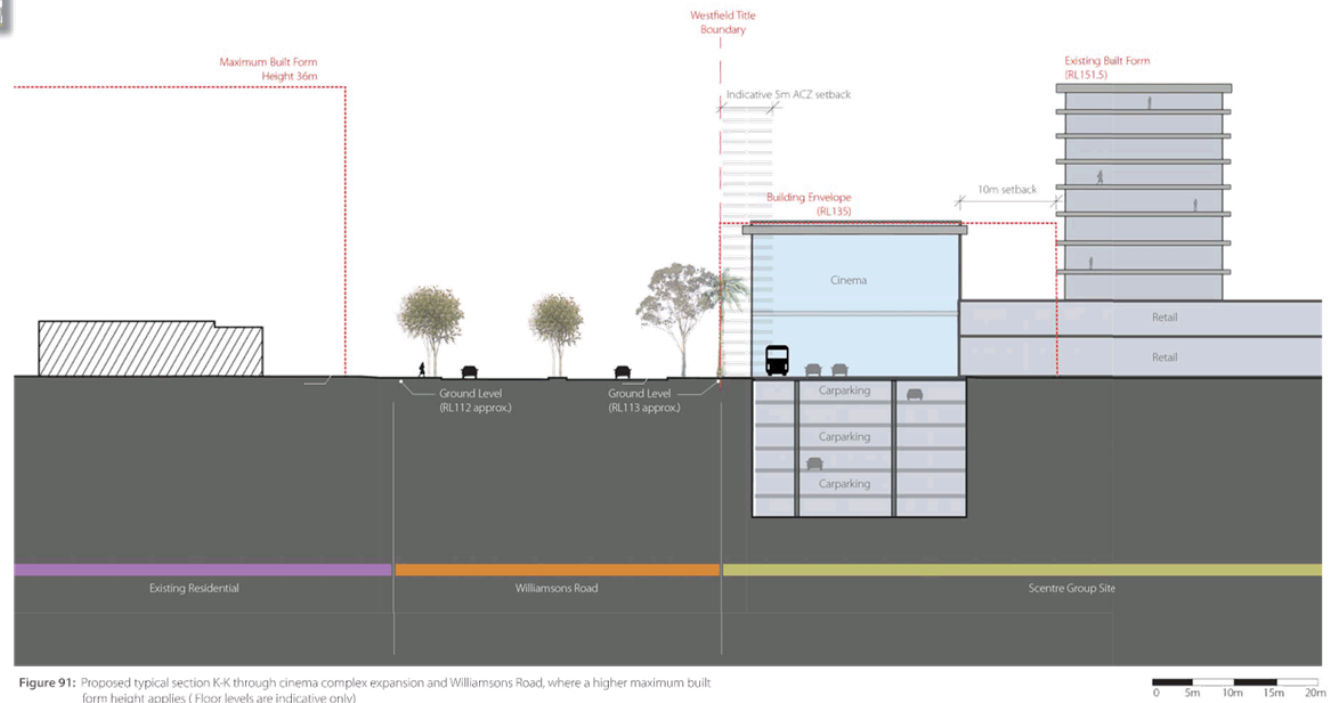 Westfield Title
Boundary
Maximum Built Form
Height 36m
Existing Built Form
(RL151.5)
Indicative 5m ACZ setback
10m setback
Building Envelope
(RL135)
Cinema
Retail
Retail
Ground Level
(RL112 approx.)
Ground Level
(RL113 approx.)
Carparking
Carparking
Carparking
Existing Residential
Williamsons Road
Scentre Group Site
Figure 91: Proposed typical section K-K through cinema complex expansion and Williamsons Road, where a higher maximum built
form height applies ( Floor levels are indicative only)
0 5m 10m 15m 20m